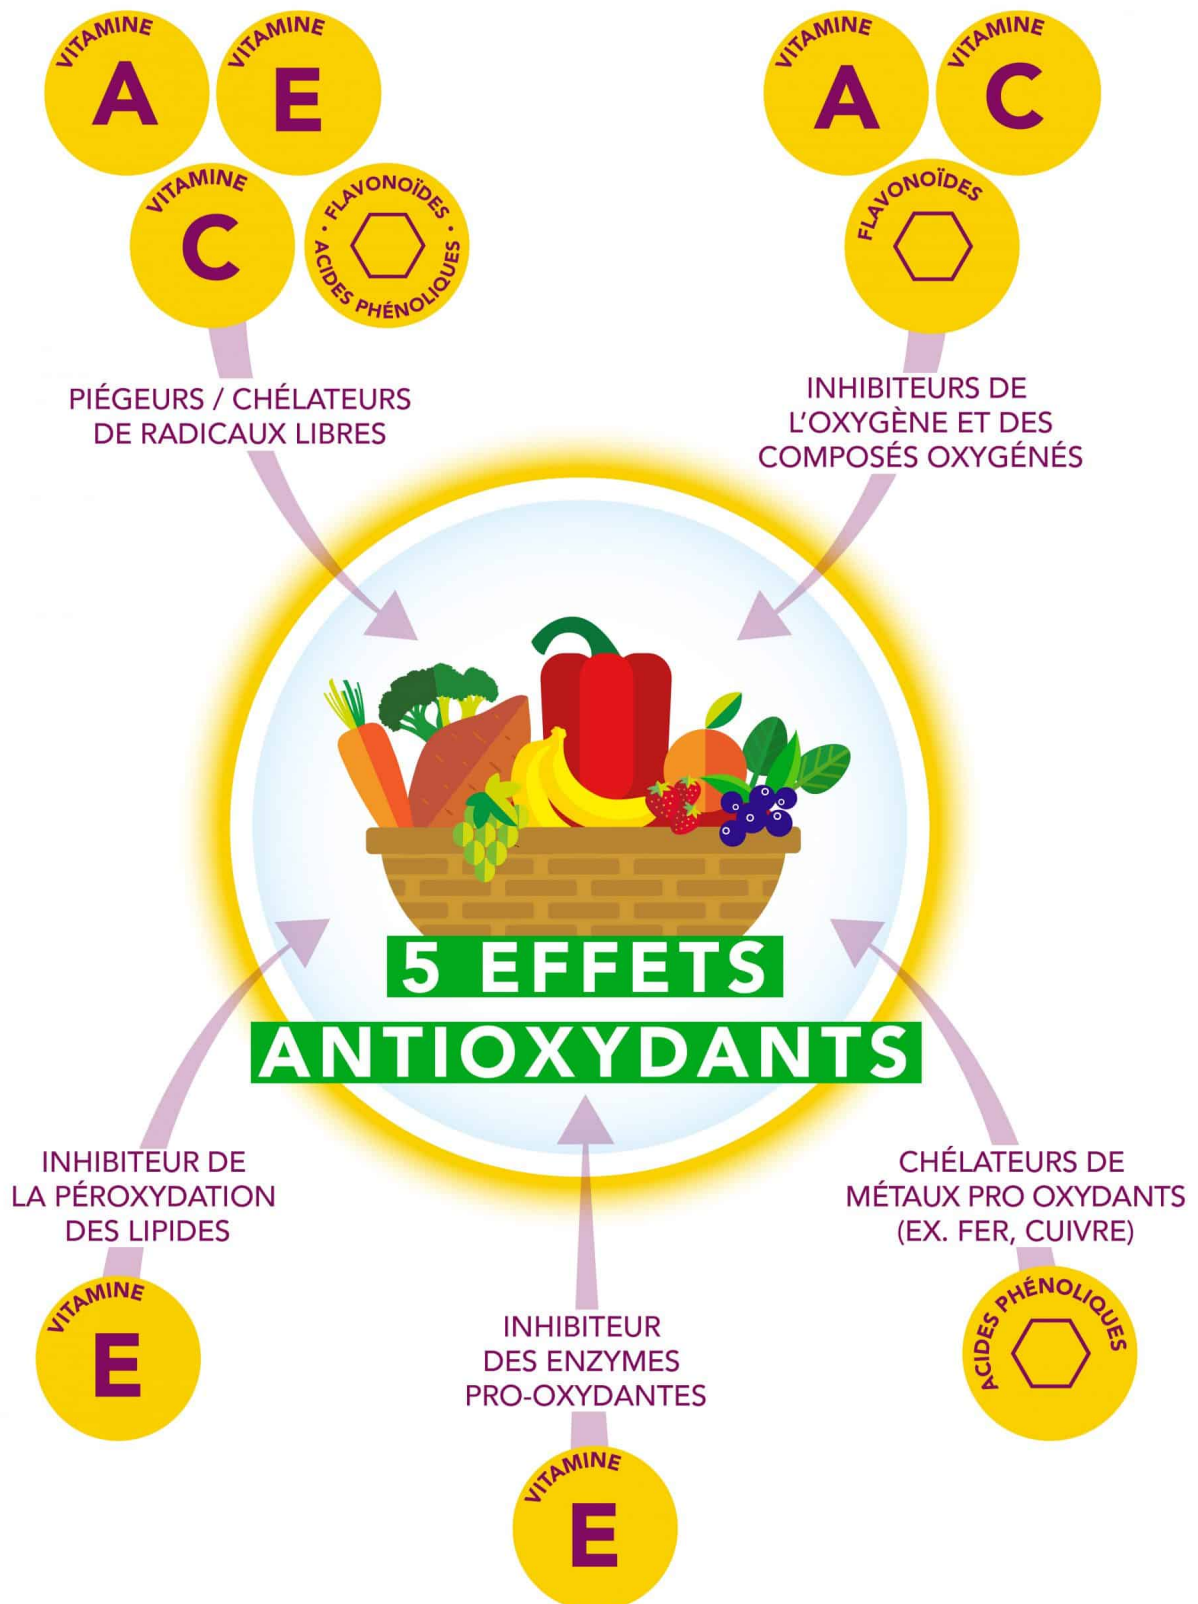 VITAMINE
A
VITAMINE
E
VITAMINE
C
• FLAVONOÏDES •
ACIDES PHÉNOLIQUES
PIÉGEURS / CHÉLATEURS
DE RADICAUX LIBRES
VITAMINE
A
VITAMINE
C
FLAVONOÏDES
INHIBITEURS DE
L'OXYGÈNE ET DES
COMPOSÉS OXYGÉNÉS
5 EFFETS
ANTIOXYDANTS
INHIBITEUR DE
LA PÉROXYDATION
DES LIPIDES
VITAMINE
E
INHIBITEUR
DES ENZYMES
PRO-OXYDANTES
VITAMINE
E
CHÉLATEURS DE
MÉTAUX PRO OXYDANTS
(EX. FER, CUIVRE)
ACIDES PHÉNOLIQUES